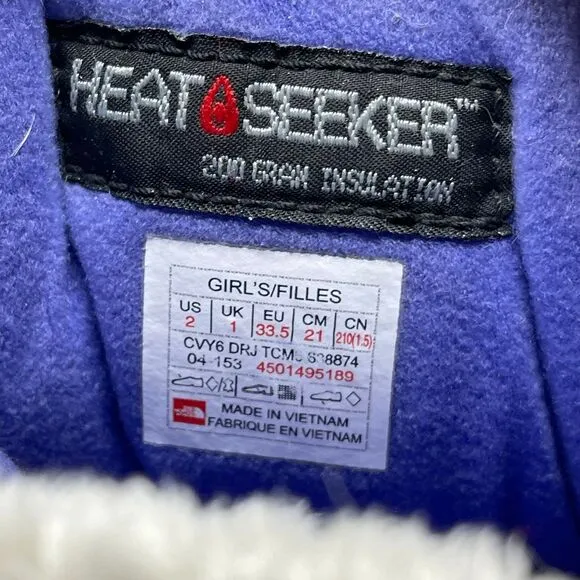 HEAT SEEKER™
200 GRAM INSULATION
GIRL'S/FILLES
US UK EU CM CN
2 1 33.5 21 210(1.5)
CVY6 DRJ TCM5 S38874
04-153 4501495189
MADE IN VIETNAM
FABRIQUE EN VIETNAM